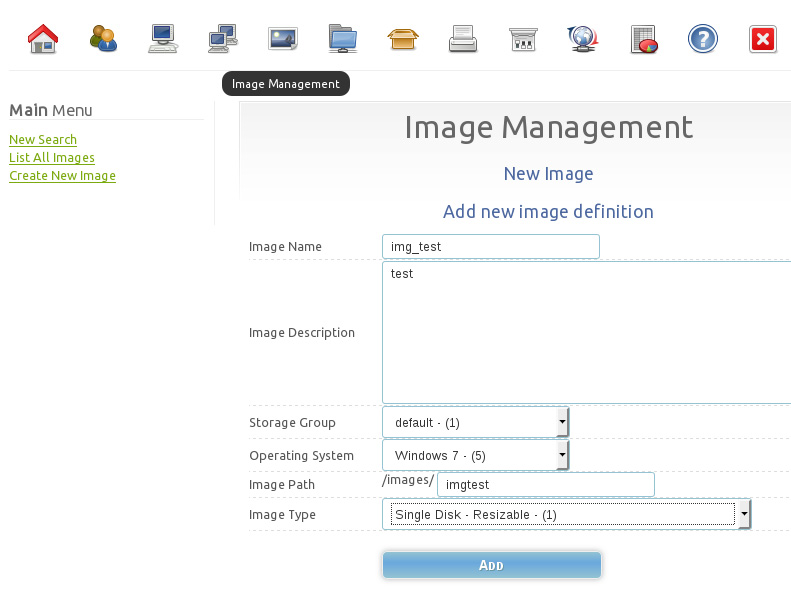 Image Management
Main Menu
New Search
List All Images
Create New Image
Image Management
New Image
Add new image definition
Image Name img_test
Image Description test
Storage Group default - (1)
Operating System Windows 7 - (5)
Image Path /images/ imgtest
Image Type Single Disk - Resizable - (1)
Add